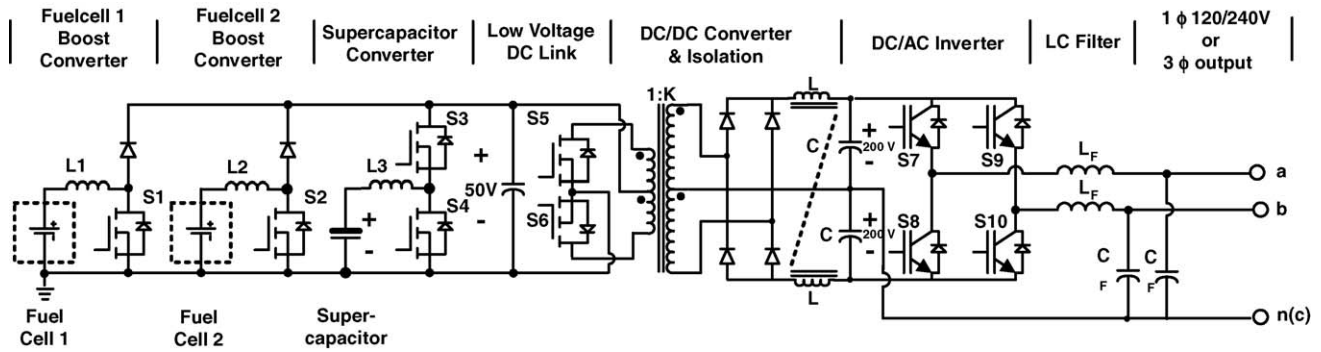 Fuelcell 1
Boost
Converter
Fuelcell 2
Boost
Converter
Supercapacitor
Converter
Low Voltage
DC Link
DC/DC Converter
& Isolation
DC/AC Inverter
LC Filter
1 ϕ 120/240V
or
3 ϕ output
L1
S1
L2
S2
L3
S3
S4
+
-
+
50V
-
S5
S6
1:K
L
C
+
200 V
-
C
+
200 V
-
L
S7
S9
S8
S10
LF
LF
C
F
C
F
a
b
n(c)
Fuel
Cell 1
Fuel
Cell 2
Super-
capacitor